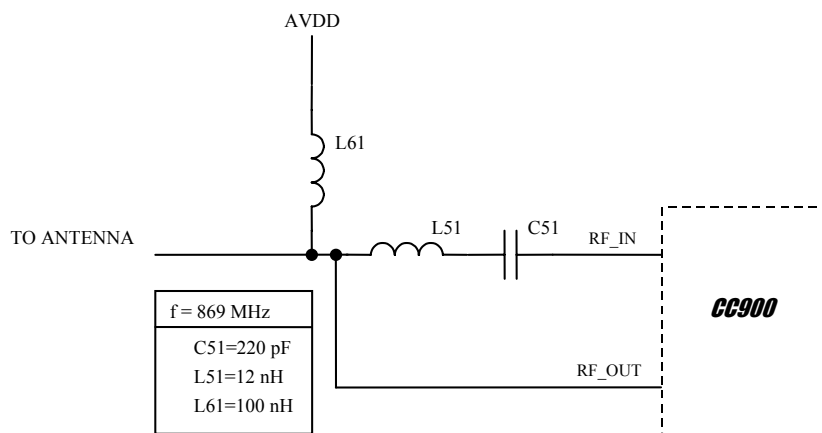 AVDD
L61
L51
C51
RF_IN
TO ANTENNA
CC900
f = 869 MHz
C51=220 pF
L51=12 nH
L61=100 nH
RF_OUT